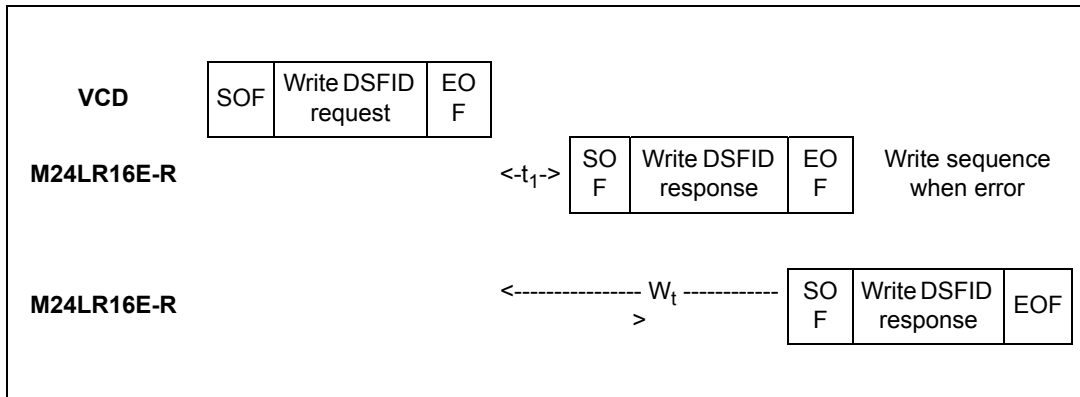 VCD SOF Write DSFID EO
request F
M24LR16E-R <-t1-> SO Write DSFID EO Write sequence
F response F when error
M24LR16E-R <---------------- Wt ------------ SO Write DSFID EOF
> F response